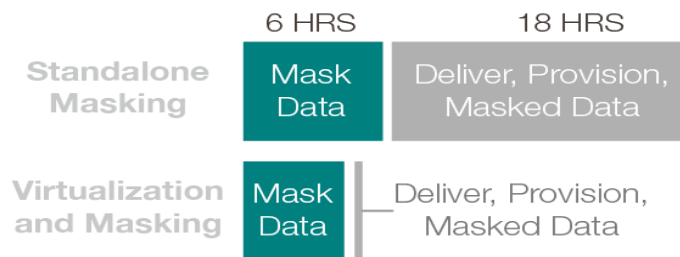 6 HRS 18 HRS
Standalone
Masking
Mask
Data
Deliver, Provision,
Masked Data
Virtualization
and Masking
Mask
Data
Deliver, Provision,
Masked Data